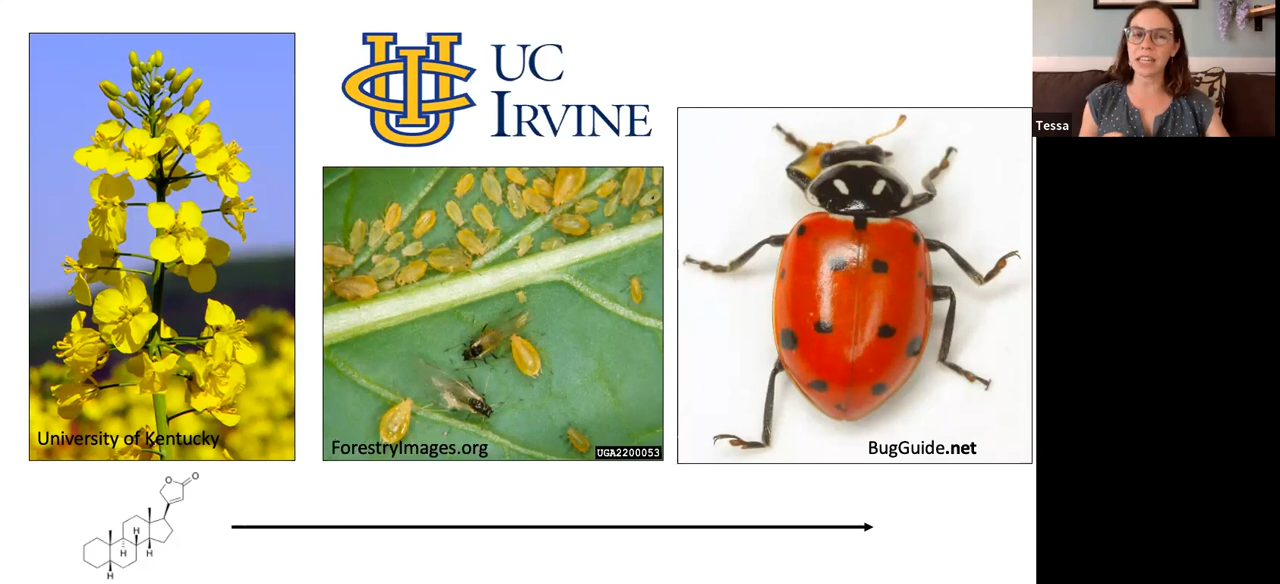 UC
IRVINE
Tessa
University of Kentucky
ForestryImages.org
UGA2200053
BugGuide.net
O
O
H
H
H
H